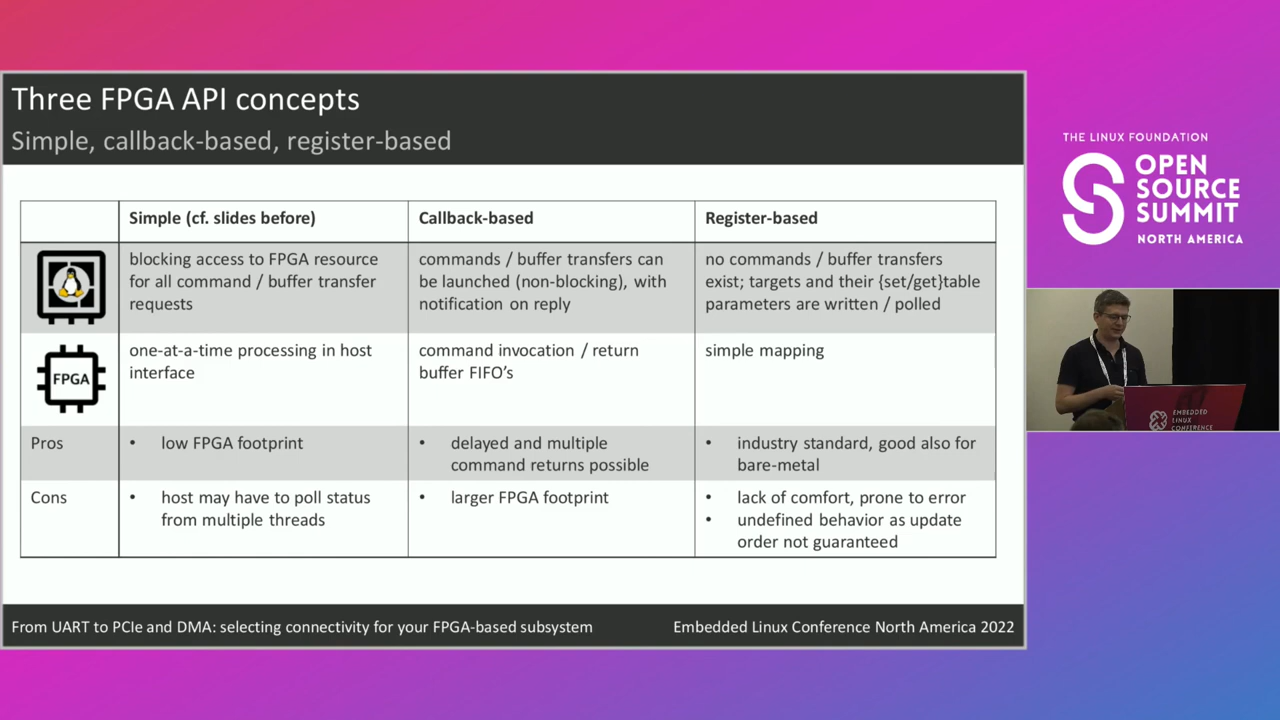 Three FPGA API concepts
Simple, callback-based, register-based
Simple (cf. slides before)
Callback-based
Register-based
blocking access to FPGA resource
for all command / buffer transfer
requests
commands / buffer transfers can
be launched (non-blocking), with
notification on reply
no commands / buffer transfers
exist; targets and their {set/get}table
parameters are written / polled
FPGA
one-at-a-time processing in host
interface
command invocation / return
buffer FIFO's
simple mapping
Pros
• low FPGA footprint
• delayed and multiple
command returns possible
• industry standard, good also for
bare-metal
Cons
• host may have to poll status
from multiple threads
• larger FPGA footprint
• lack of comfort, prone to error
• undefined behavior as update
order not guaranteed
From UART to PCIe and DMA: selecting connectivity for your FPGA-based subsystem
Embedded Linux Conference North America 2022
THE LINUX FOUNDATION
OPEN
SOURCE
SUMMIT
NORTH AMERICA
EMBEDDED
LINUX
CONFERENCE